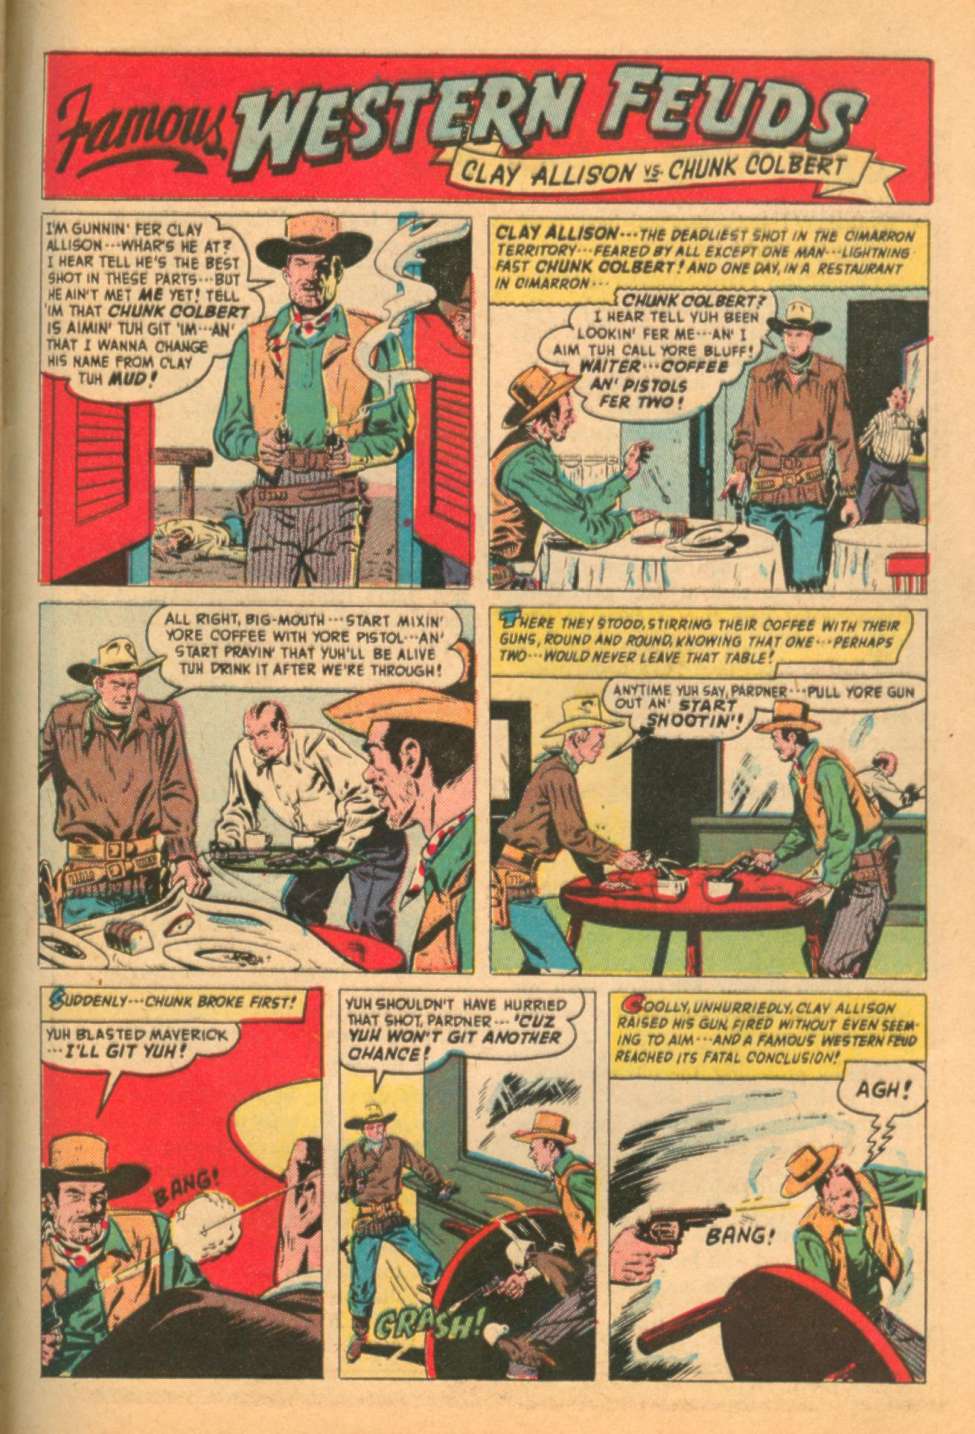 Famous
WESTERN FEUDS
CLAY ALLISON VS. CHUNK COLBERT
I'M GUNNIN' FER CLAY
ALLISON---WHAR'S HE AT?
I HEAR TELL HE'S THE BEST
SHOT IN THESE PARTS---BUT
HE AIN'T MET ME YET! TELL
'IM THAT CHUNK COLBERT
IS AIMIN' TUH GIT 'IM---AN'
THAT I WANNA CHANGE
HIS NAME FROM CLAY
TUH MUD!
CLAY ALLISON---THE DEADLIEST SHOT IN THE CIMARRON
TERRITORY---FEARED BY ALL EXCEPT ONE MAN---LIGHTNING-
FAST CHUNK COLBERT! AND ONE DAY, IN A RESTAURANT
IN CIMARRON---
CHUNK COLBERT?
I HEAR TELL YUH BEEN
LOOKIN' FER ME---AN' I
AIM TUH CALL YORE BLUFF!
WAITER---COFFEE
AN' PISTOLS
FER TWO!
ALL RIGHT, BIG-MOUTH---START MIXIN'
YORE COFFEE WITH YORE PISTOL---AN'
START PRAYIN' THAT YUH'LL BE ALIVE
TUH DRINK IT AFTER WE'RE THROUGH!
THERE THEY STOOD, STIRRING THEIR COFFEE WITH THEIR
GUNS, ROUND AND ROUND, KNOWING THAT ONE---PERHAPS
TWO---WOULD NEVER LEAVE THAT TABLE!
ANYTIME YUH SAY, PARDNER---PULL YORE GUN
OUT AN' START
SHOOTIN'!
SUDDENLY---CHUNK BROKE FIRST!
YUH BLASTED MAVERICK
---I'LL GIT YUH!
BANG!
YUH SHOULDN'T HAVE HURRIED
THAT SHOT, PARDNER---'CUZ
YUH WON'T GIT ANOTHER
CHANCE!
CRASH!
COOLLY, UNHURRIEDLY, CLAY ALLISON
RAISED HIS GUN, FIRED WITHOUT EVEN SEEM-
ING TO AIM---AND A FAMOUS WESTERN FEUD
REACHED ITS FATAL CONCLUSION!
AGH!
BANG!